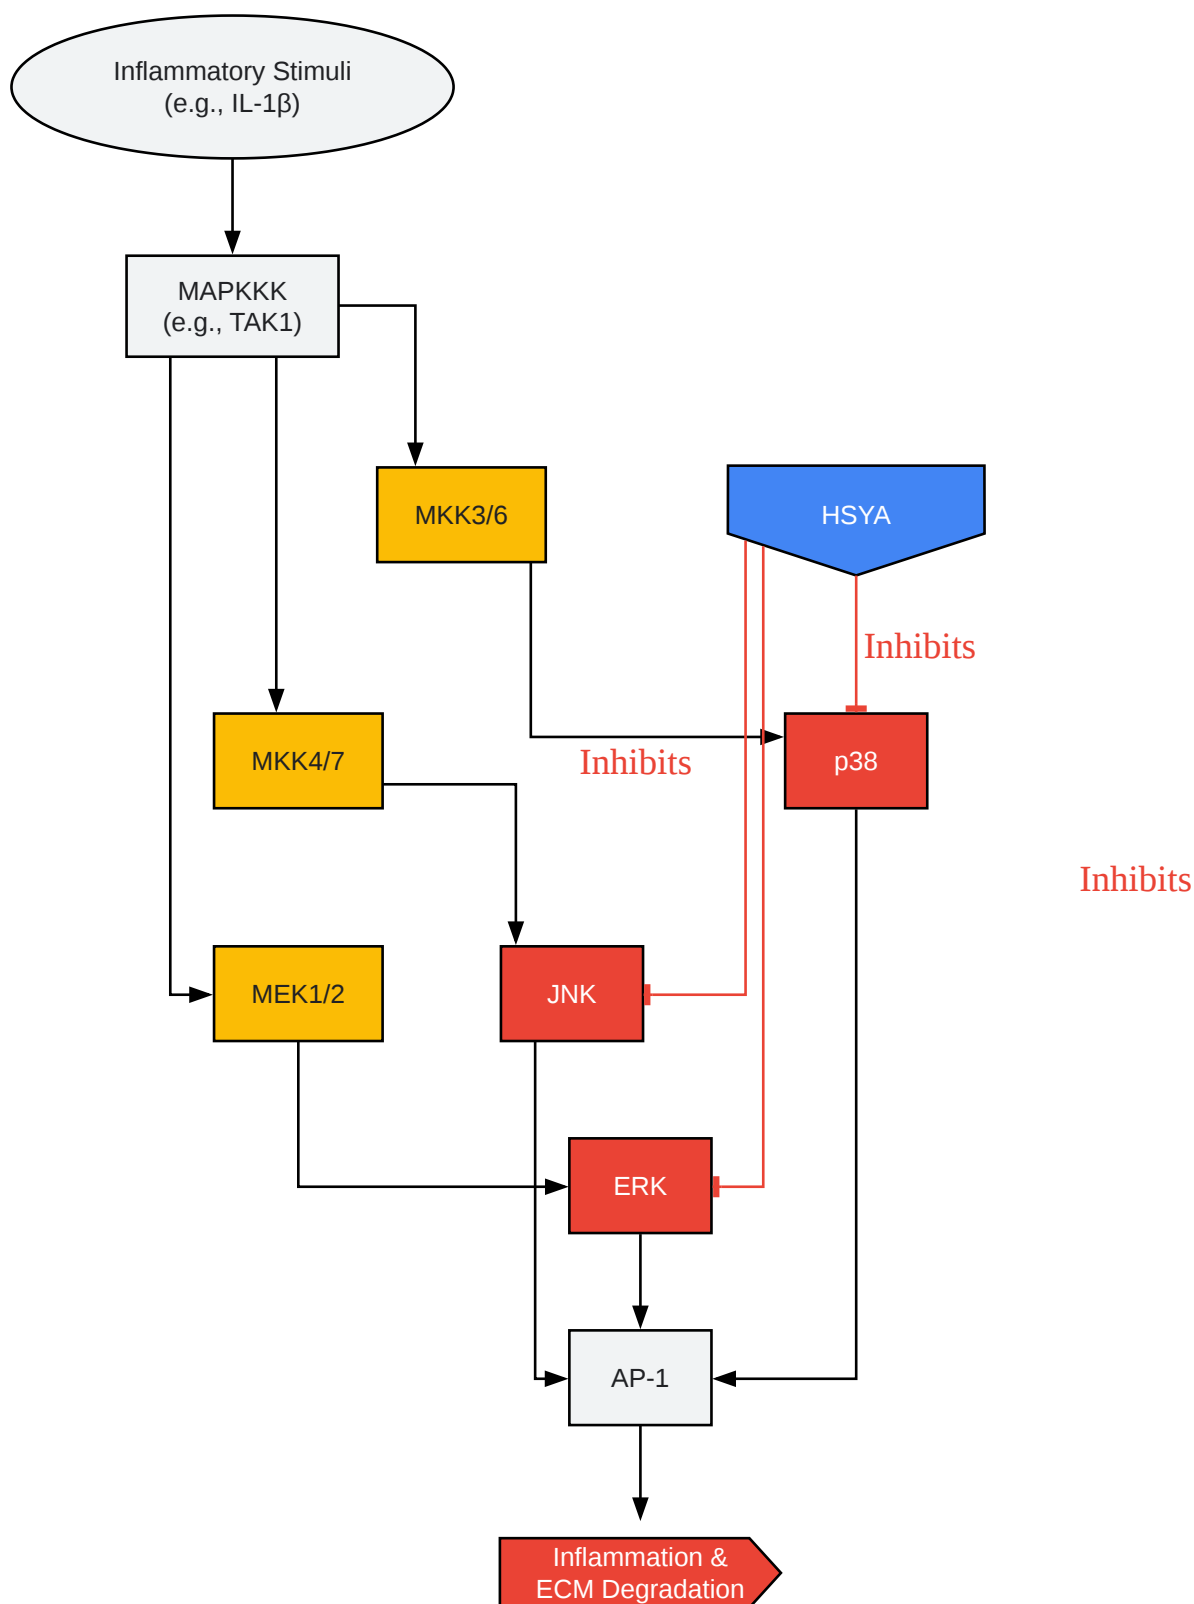 Inflammatory Stimuli
(e.g., IL-1β)
MAPKKK
(e.g., TAK1)
MKK3/6
HSYA
Inhibits
MKK4/7
Inhibits
p38
Inhibits
MEK1/2
JNK
ERK
AP-1
Inflammation &
ECM Degradation